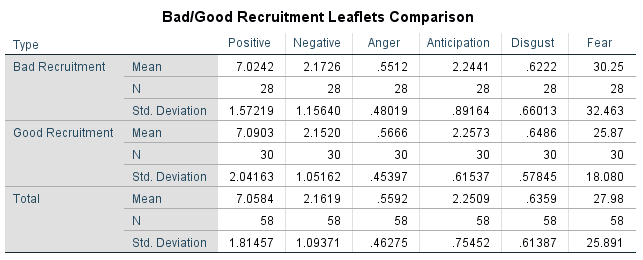 Bad/Good Recruitment Leaflets Comparison
Type Positive Negative Anger Anticipation Disgust Fear
Bad Recruitment Mean 7.0242 2.1726 .5512 2.2441 .6222 30.25
N 28 28 28 28 28 28
Std. Deviation 1.57219 1.15640 .48019 .89164 .66013 32.463
Good Recruitment Mean 7.0903 2.1520 .5666 2.2573 .6486 25.87
N 30 30 30 30 30 30
Std. Deviation 2.04163 1.05162 .45397 .61537 .57845 18.080
Total Mean 7.0584 2.1619 .5592 2.2509 .6359 27.98
N 58 58 58 58 58 58
Std. Deviation 1.81457 1.09371 .46275 .75452 .61387 25.891